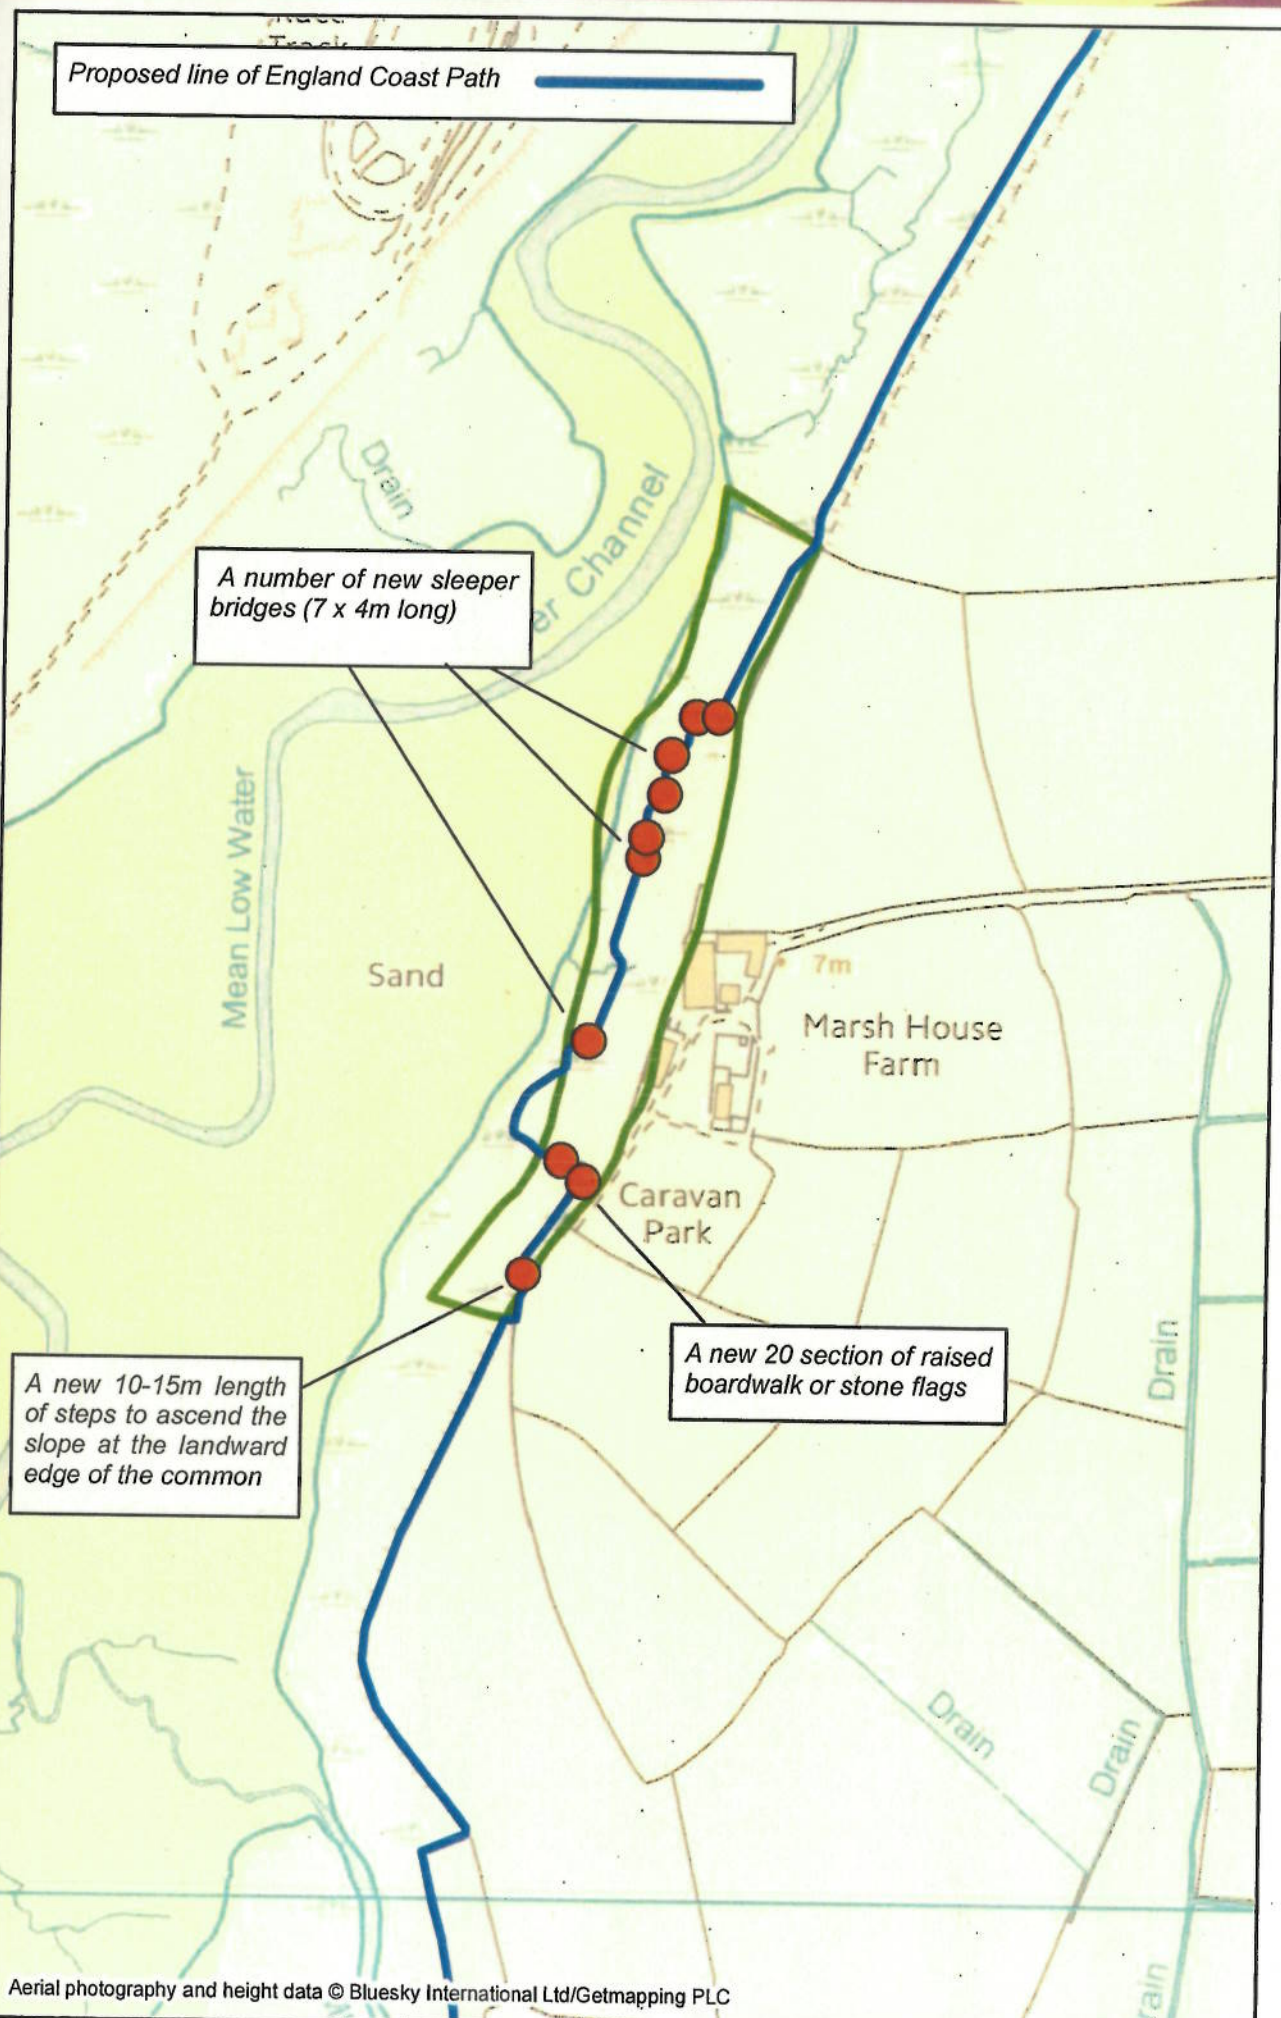 Track
Proposed line of England Coast Path
Drain
er Channel
A number of new sleeper
bridges (7 x 4m long)
Mean Low Water
Sand
7m
Marsh House
Farm
Caravan
Park
A new 20 section of raised
boardwalk or stone flags
A new 10-15m length
of steps to ascend the
slope at the landward
edge of the common
Drain
Drain
Drain
rain
Aerial photography and height data © Bluesky International Ltd/Getmapping PLC